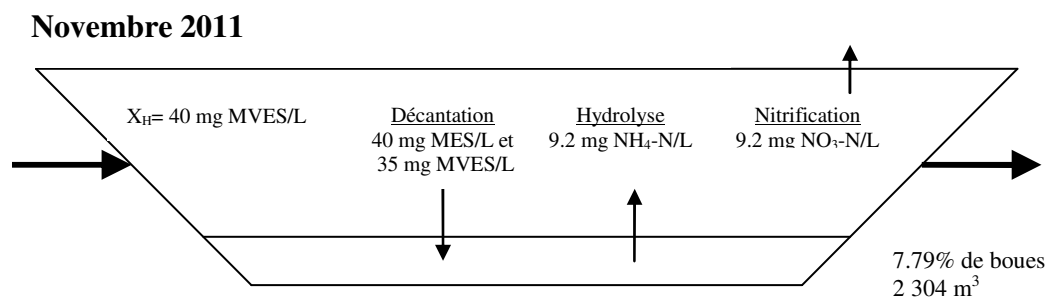 Novembre 2011
X_H= 40 mg MVES/L
Décantation
40 mg MES/L et
35 mg MVES/L
Hydrolyse
9.2 mg NH₄-N/L
Nitrification
9.2 mg NO₃-N/L
7.79% de boues
2 304 m³